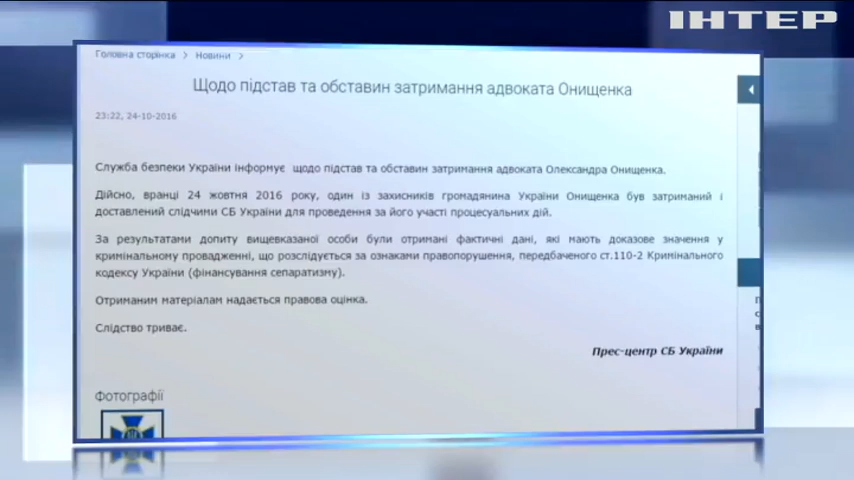 ІНТЕР
Головна сторінка > Новини >
Щодо підстав та обставин затримання адвоката Онищенка
23:22, 24-10-2016
Служба безпеки України інформує щодо підстав та обставин затримання адвоката Олександра Онищенка.
Дійсно, вранці 24 жовтня 2016 року, один із захисників громадянина України Онищенка був затриманий і
доставлений слідчими СБ України для проведення за його участі процесуальних дій.
За результатами допиту вищевказаної особи були отримані фактичні дані, які мають доказове значення у
кримінальному провадженні, що розслідується за ознаками правопорушення, передбаченого ст.110-2 Кримінального
кодексу України (фінансування сепаратизму).
Отриманим матеріалам надається правова оцінка.
Слідство триває.
Прес-центр СБ України
Фотографії